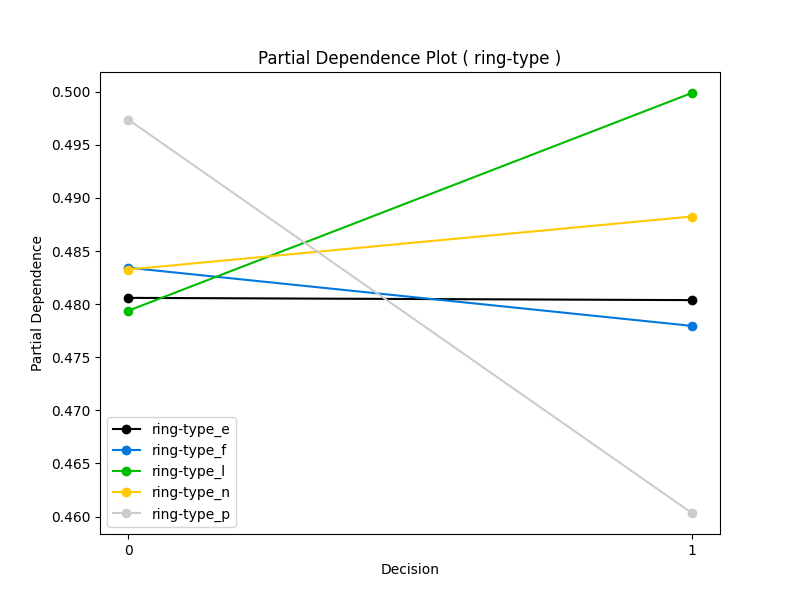 Partial Dependence Plot ( ring-type )
Partial Dependence
0.500
0.495
0.490
0.485
0.480
0.475
0.470
0.465
0.460
ring-type_e
ring-type_f
ring-type_l
ring-type_n
ring-type_p
0
1
Decision